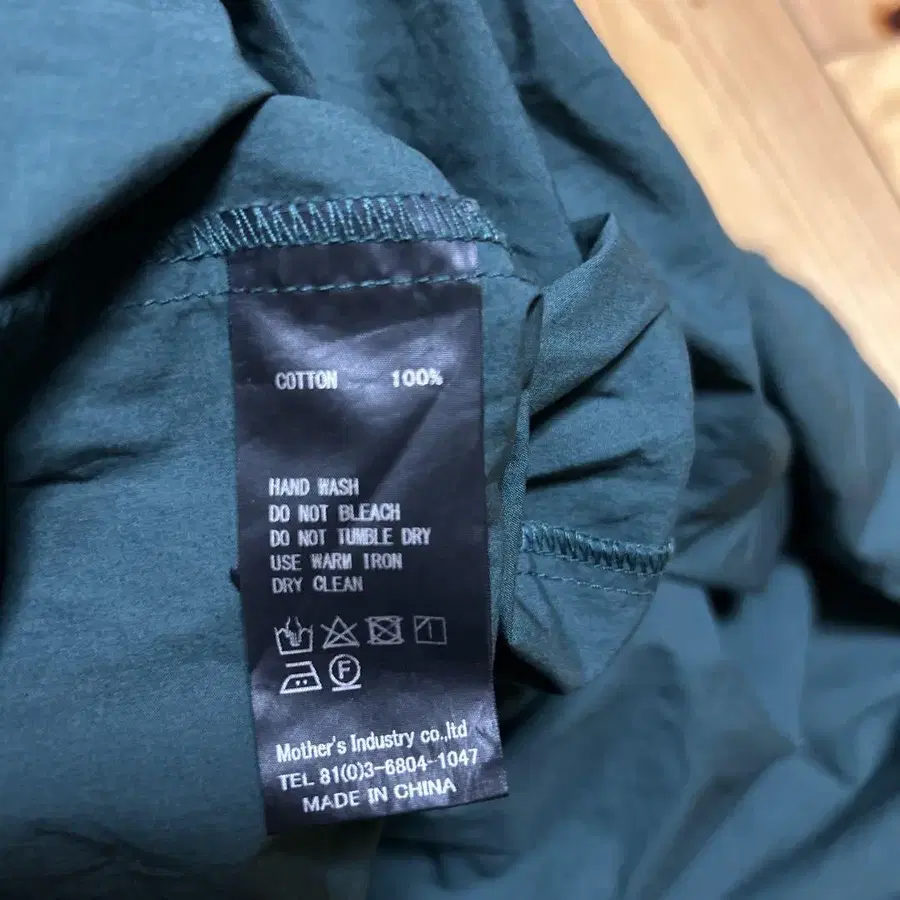 COTTON 100%
HAND WASH
DO NOT BLEACH
DO NOT TUMBLE DRY
USE WARM IRON
DRY CLEAN
F
Mother's Industry co.,ltd
TEL 81(0)3-6804-1047
MADE IN CHINA